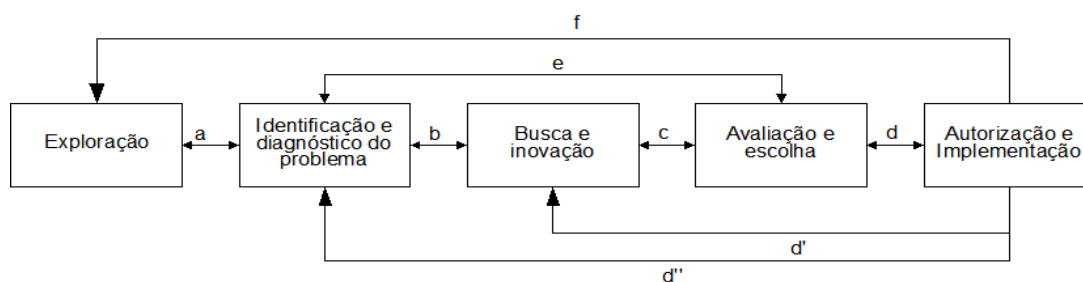 f
e
Exploração
a
Identificação e
diagnóstico do
problema
b
Busca e
inovação
c
Avaliação e
escolha
d
Autorização e
Implementação
d'
d''